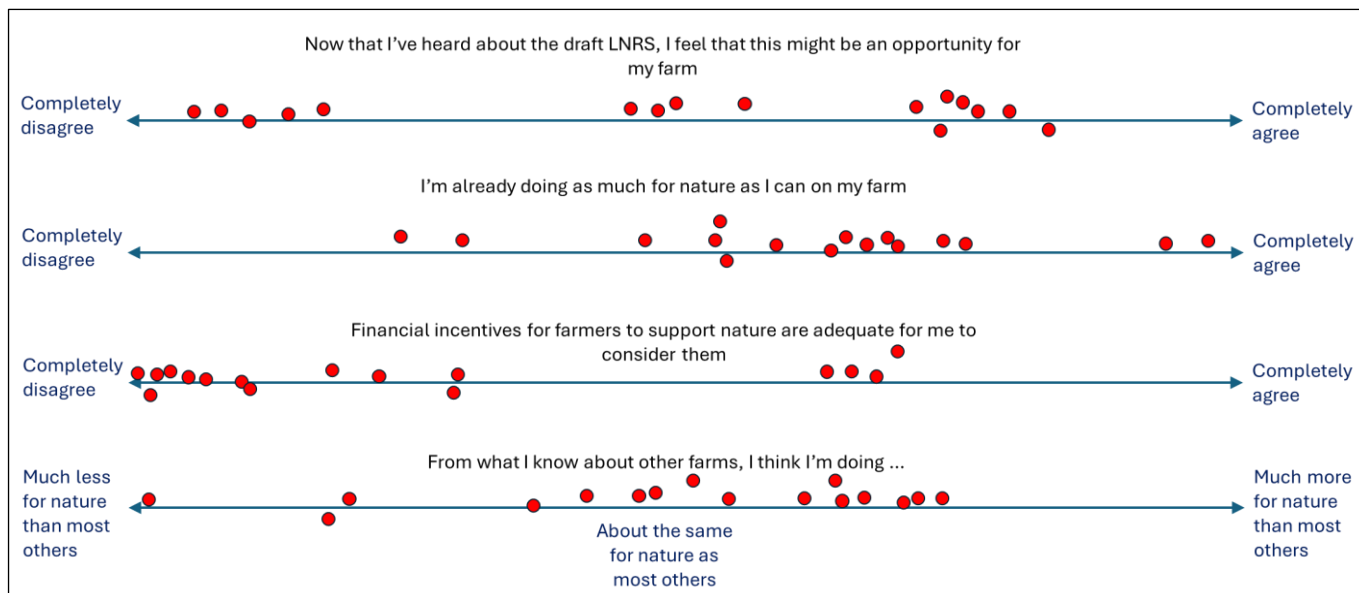 Now that I've heard about the draft LNRS, I feel that this might be an opportunity for
my farm
Completely
disagree
Completely
agree
I'm already doing as much for nature as I can on my farm
Completely
disagree
Completely
agree
Financial incentives for farmers to support nature are adequate for me to
consider them
Completely
disagree
Completely
agree
From what I know about other farms, I think I'm doing ...
Much less
for nature
than most
others
About the same
for nature as
most others
Much more
for nature
than most
others